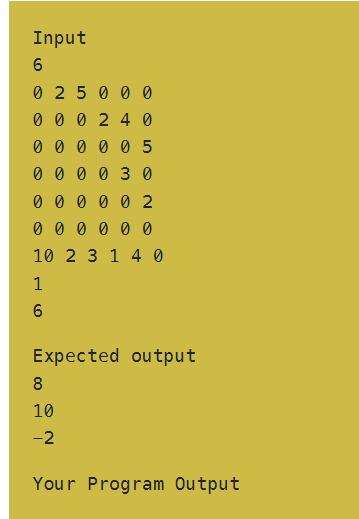 Input
6
0 2 5 0 0 0
0 0 0 2 4 0
0 0 0 0 0 5
0 0 0 0 3 0
0 0 0 0 0 2
0 0 0 0 0 0
10 2 3 1 4 0
1
6
Expected output
8
10
-2
Your Program Output